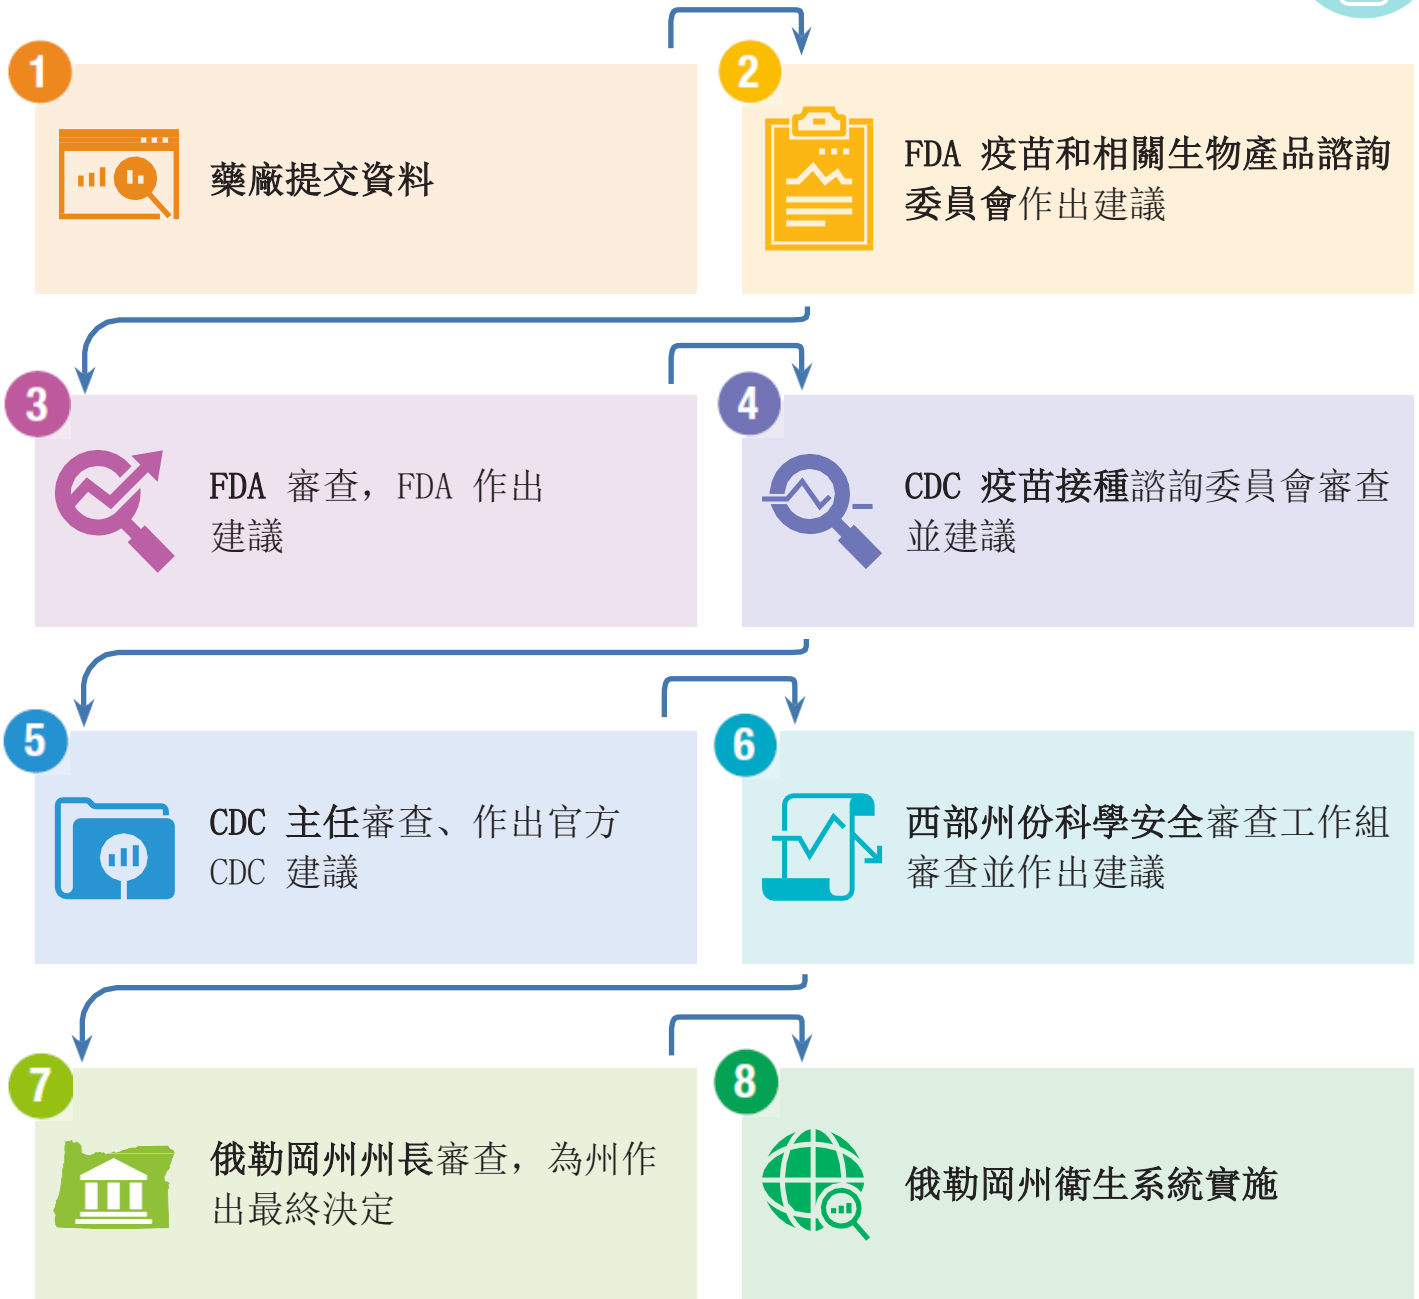 1
藥廠提交資料
2
FDA 疫苗和相關生物產品諮詢
委員會作出建議
3
FDA 審查，FDA 作出
建議
4
CDC 疫苗接種諮詢委員會審查
並建議
5
CDC 主任審查、作出官方
CDC 建議
6
西部州份科學安全審查工作組
審查並作出建議
7
俄勒岡州州長審查，為州作
出最終決定
8
俄勒岡州衛生系統實施